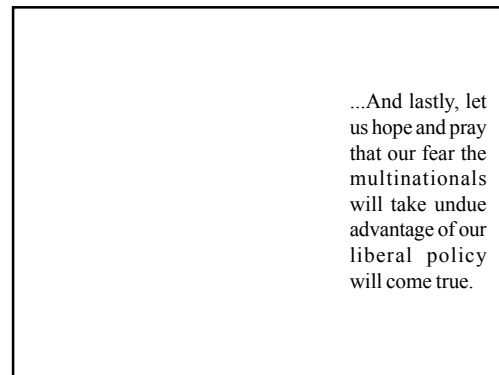 ...And lastly, let
us hope and pray
that our fear the
multinationals
will take undue
advantage of our
liberal policy
will come true.